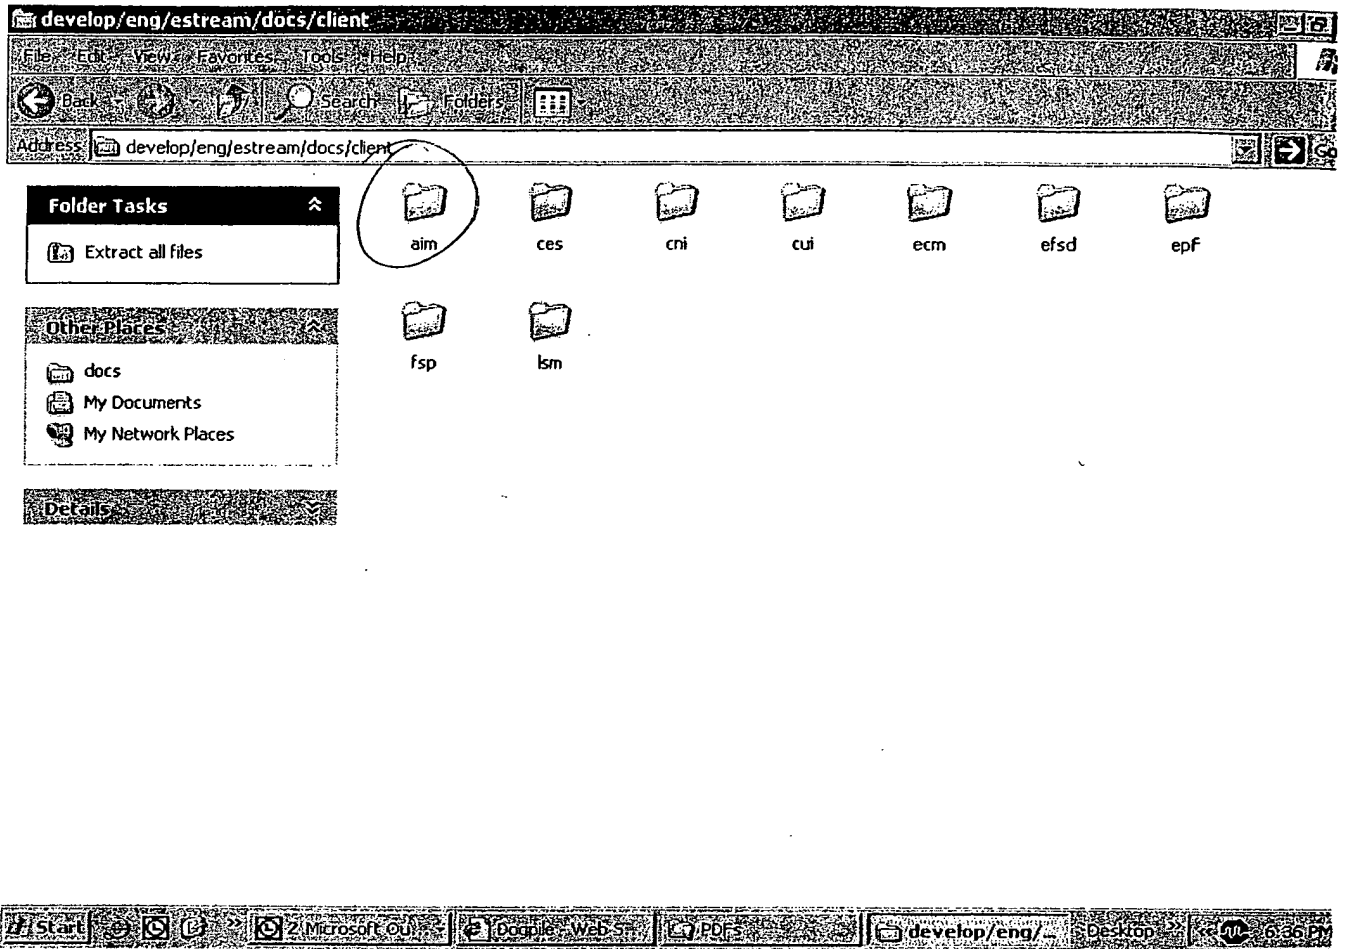 develop/eng/estream/docs/client
File Edit View Favorites Tools Help
Back Search Folders
Address develop/eng/estream/docs/client Go
Folder Tasks
Extract all files
aim ces cni cui ecm efsd epf
Other Places
docs
My Documents
My Network Places
fsp lsm
Details
Start 2 Microsoft Ou... Dogpile - Web S... PDFs develop/eng/... Desktop 6:36 PM